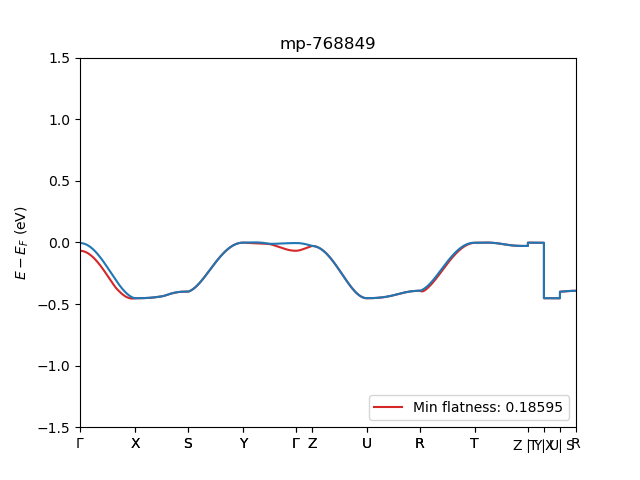 mp-768849
E − E_F (eV)
1.5
1.0
0.5
0.0
−0.5
−1.0
−1.5
Min flatness: 0.18595
Γ X S Y Γ Z U R T Z | T Y | X U | S R